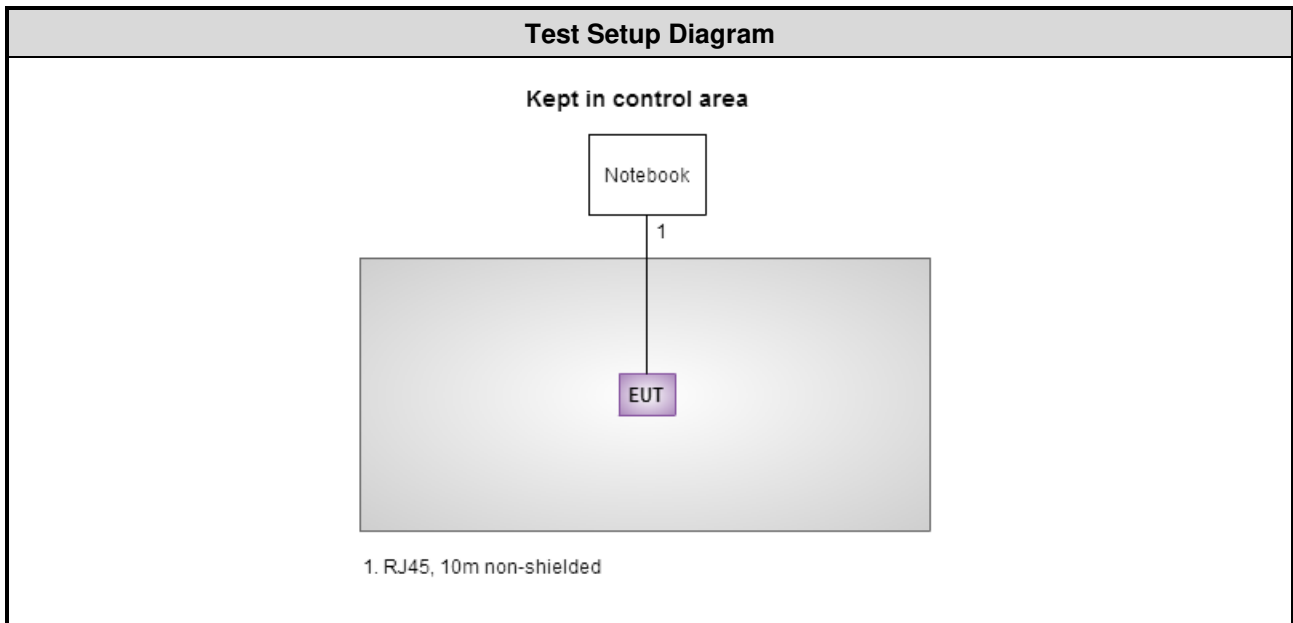 Test Setup Diagram
Kept in control area
Notebook
1
EUT
1. RJ45, 10m non-shielded